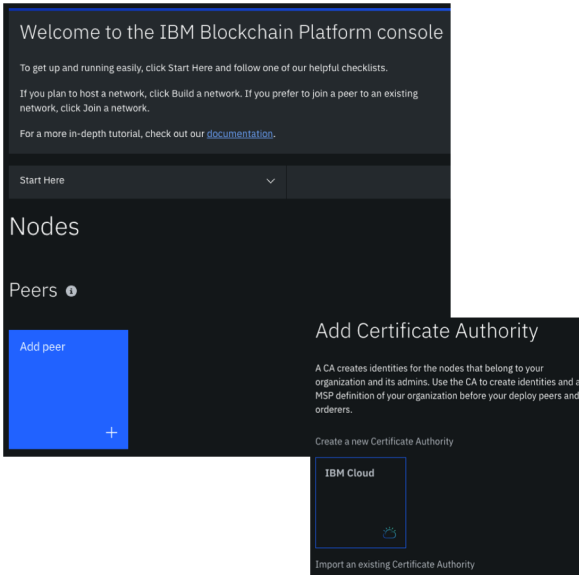 Welcome to the IBM Blockchain Platform console
To get up and running easily, click Start Here and follow one of our helpful checklists.
If you plan to host a network, click Build a network. If you prefer to join a peer to an existing
network, click Join a network.
For a more in-depth tutorial, check out our documentation.
Start Here
Nodes
Peers
Add peer
Add Certificate Authority
A CA creates identities for the nodes that belong to your
organization and its admins. Use the CA to create identities and a
MSP definition of your organization before your deploy peers and
orderers.
Create a new Certificate Authority
IBM Cloud
Import an existing Certificate Authority